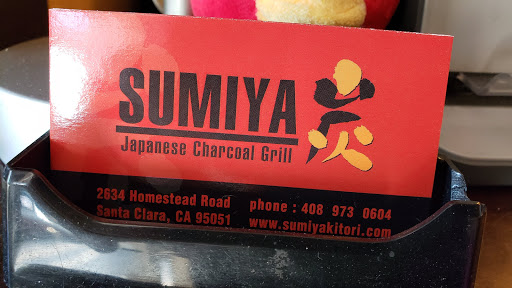 SUMIYA
炭
Japanese Charcoal Grill
2634 Homestead Road
Santa Clara, CA 95051
phone : 408 973 0604
www.sumiyakitori.com